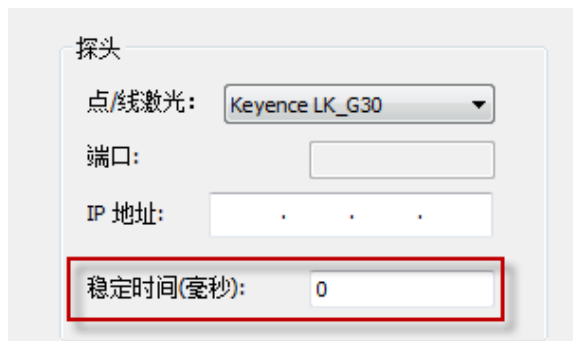 探头
点/线激光： Keyence LK_G30
端口:
IP 地址: . . .
稳定时间(毫秒): 0